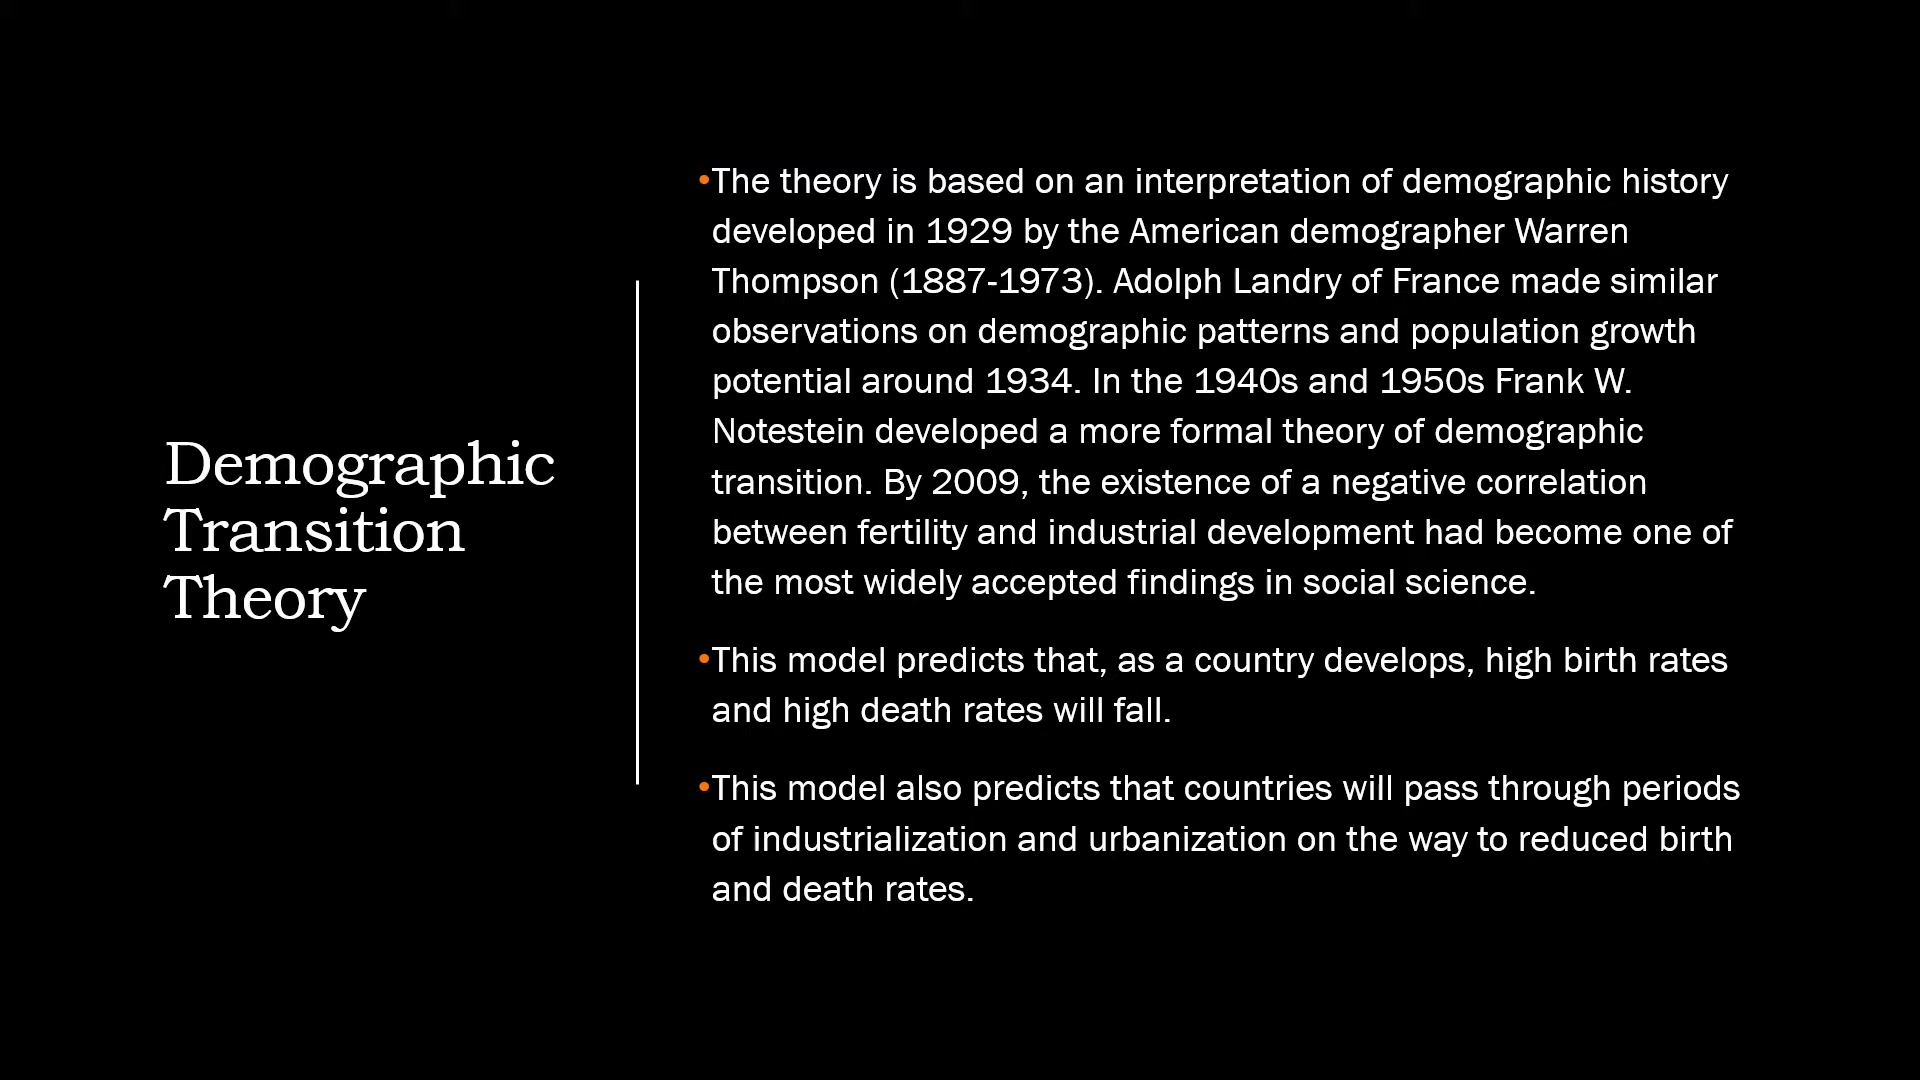 Demographic
Transition
Theory
•The theory is based on an interpretation of demographic history
developed in 1929 by the American demographer Warren
Thompson (1887-1973). Adolph Landry of France made similar
observations on demographic patterns and population growth
potential around 1934. In the 1940s and 1950s Frank W.
Notestein developed a more formal theory of demographic
transition. By 2009, the existence of a negative correlation
between fertility and industrial development had become one of
the most widely accepted findings in social science.
•This model predicts that, as a country develops, high birth rates
and high death rates will fall.
•This model also predicts that countries will pass through periods
of industrialization and urbanization on the way to reduced birth
and death rates.